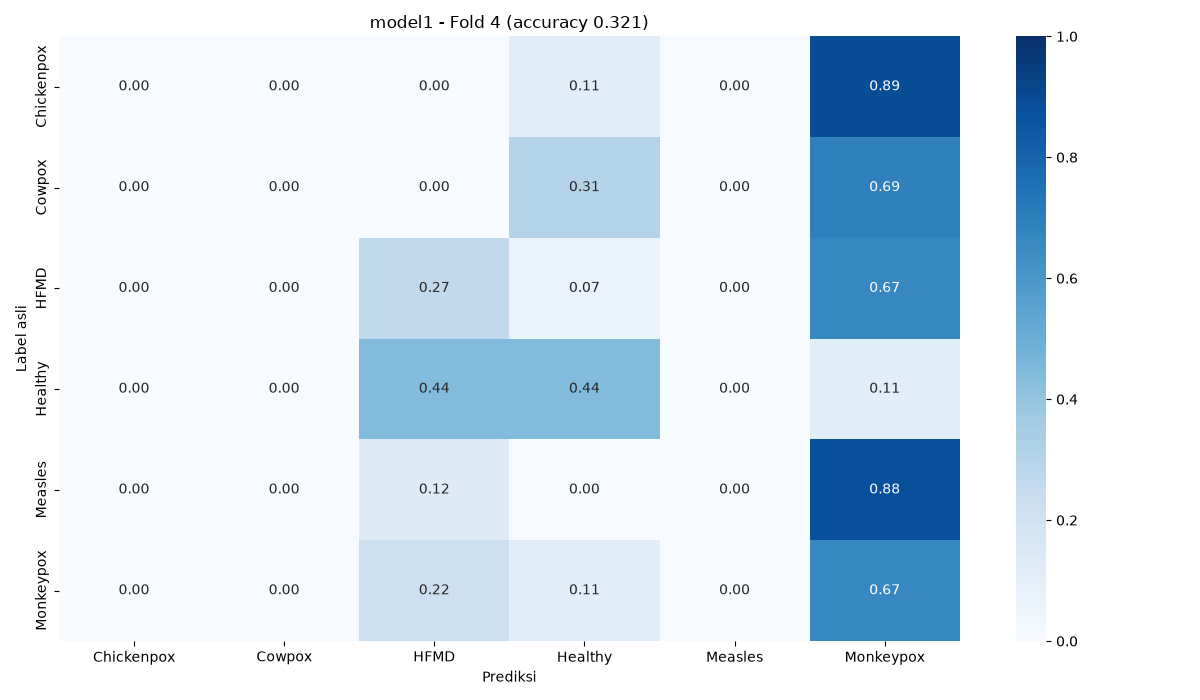 model1 - Fold 4 (accuracy 0.321)
Label asli
Chickenpox 0.00 0.00 0.00 0.11 0.00 0.89
Cowpox 0.00 0.00 0.00 0.31 0.00 0.69
HFMD 0.00 0.00 0.27 0.07 0.00 0.67
Healthy 0.00 0.00 0.44 0.44 0.00 0.11
Measles 0.00 0.00 0.12 0.00 0.00 0.88
Monkeypox 0.00 0.00 0.22 0.11 0.00 0.67
Chickenpox Cowpox HFMD Healthy Measles Monkeypox
Prediksi
1.0
0.8
0.6
0.4
0.2
0.0